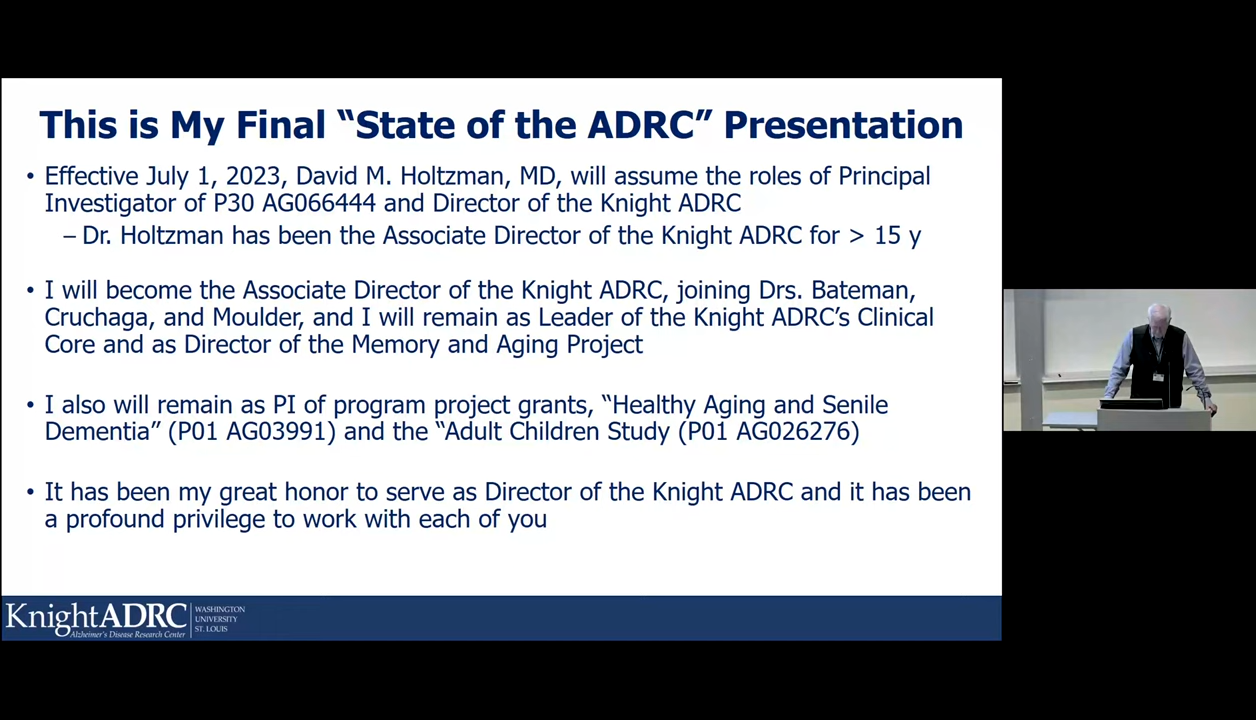 This is My Final “State of the ADRC” Presentation
• Effective July 1, 2023, David M. Holtzman, MD, will assume the roles of Principal
Investigator of P30 AG066444 and Director of the Knight ADRC
– Dr. Holtzman has been the Associate Director of the Knight ADRC for > 15 y
• I will become the Associate Director of the Knight ADRC, joining Drs. Bateman,
Cruchaga, and Moulder, and I will remain as Leader of the Knight ADRC’s Clinical
Core and as Director of the Memory and Aging Project
• I also will remain as PI of program project grants, “Healthy Aging and Senile
Dementia” (P01 AG03991) and the “Adult Children Study (P01 AG026276)
• It has been my great honor to serve as Director of the Knight ADRC and it has been
a profound privilege to work with each of you
KnightADRC
Alzheimer's Disease Research Center
WASHINGTON
UNIVERSITY
ST. LOUIS